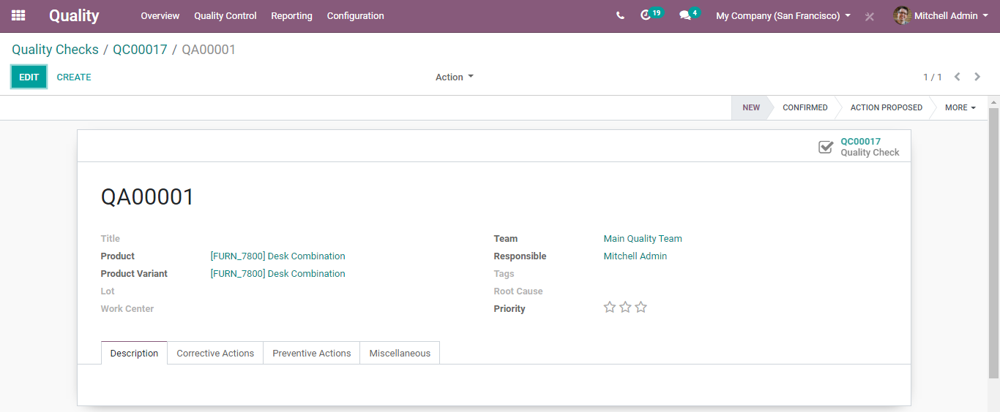 Quality Overview Quality Control Reporting Configuration 19 4 My Company (San Francisco) Mitchell Admin
Quality Checks / QC00017 / QA00001
EDIT CREATE Action 1 / 1
NEW CONFIRMED ACTION PROPOSED MORE
QC00017
Quality Check
QA00001
Title
Product [FURN_7800] Desk Combination
Product Variant [FURN_7800] Desk Combination
Lot
Work Center
Team Main Quality Team
Responsible Mitchell Admin
Tags
Root Cause
Priority
Description Corrective Actions Preventive Actions Miscellaneous